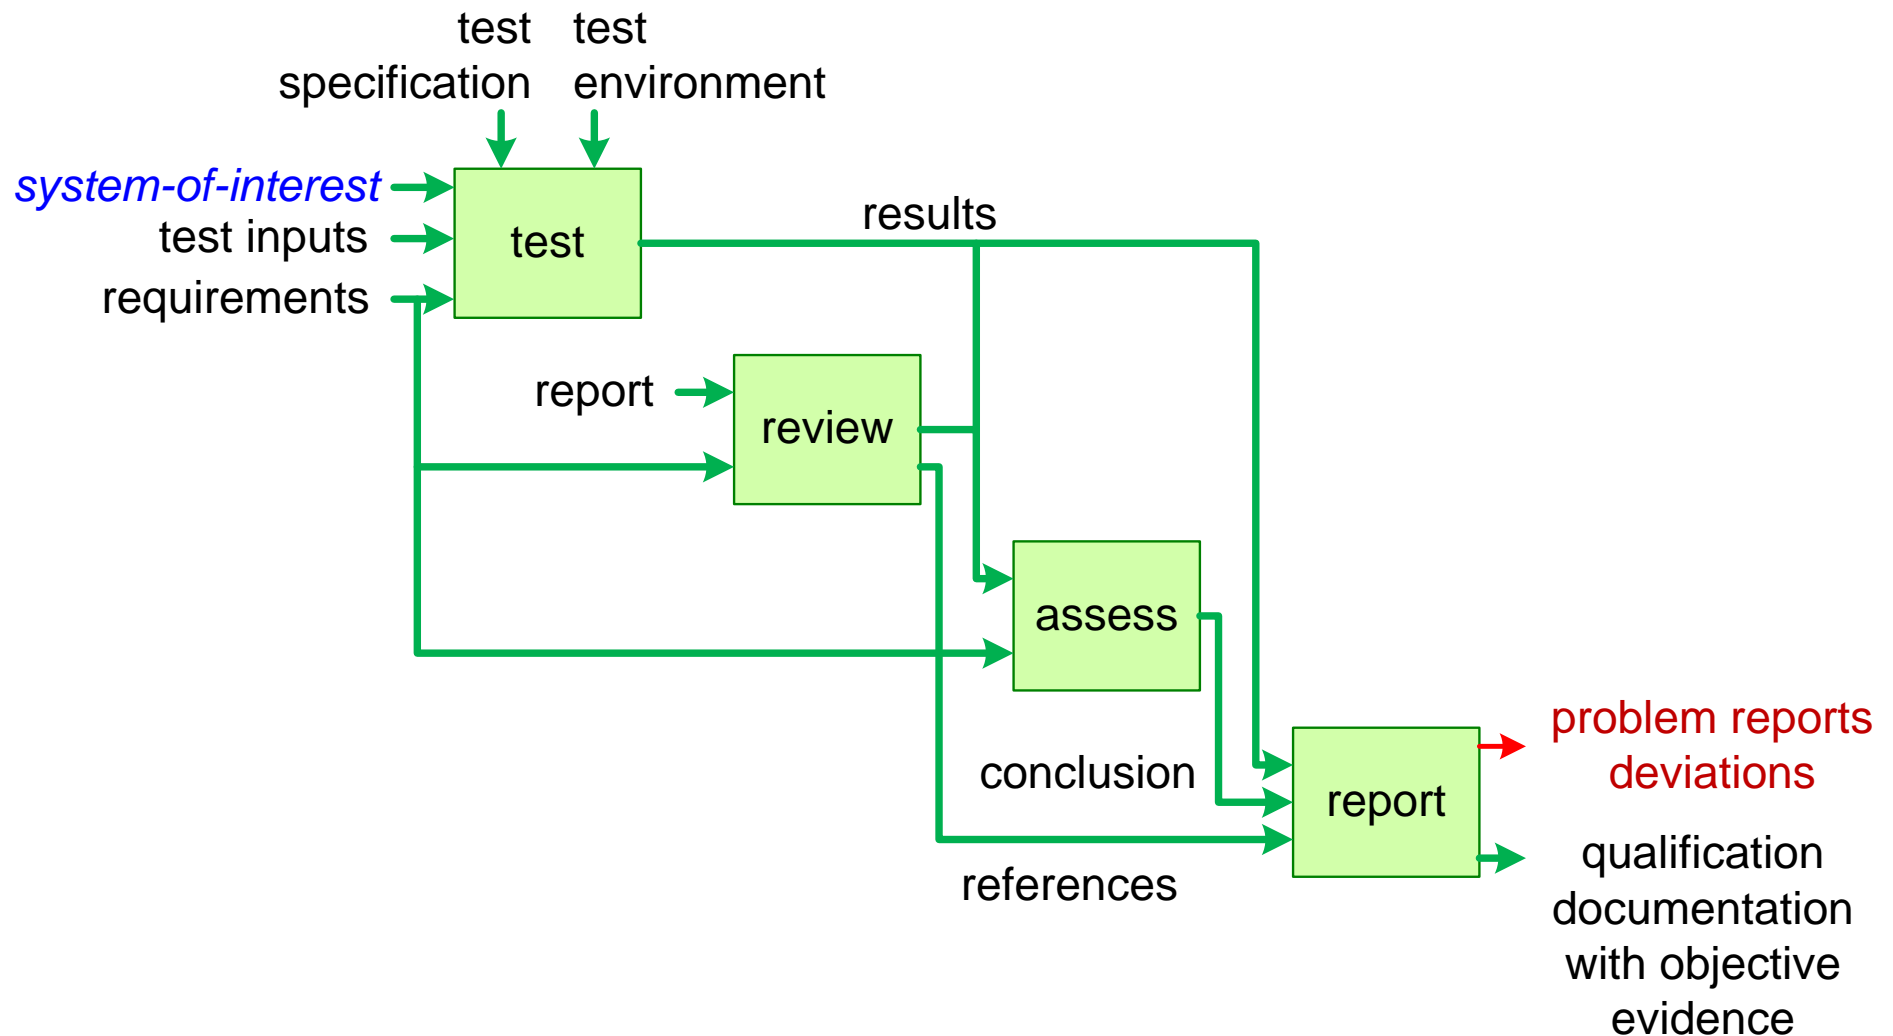 test
specification
test
environment
system-of-interest
test inputs
requirements
test
results
report
review
assess
conclusion
references
report
problem reports
deviations
qualification
documentation
with objective
evidence